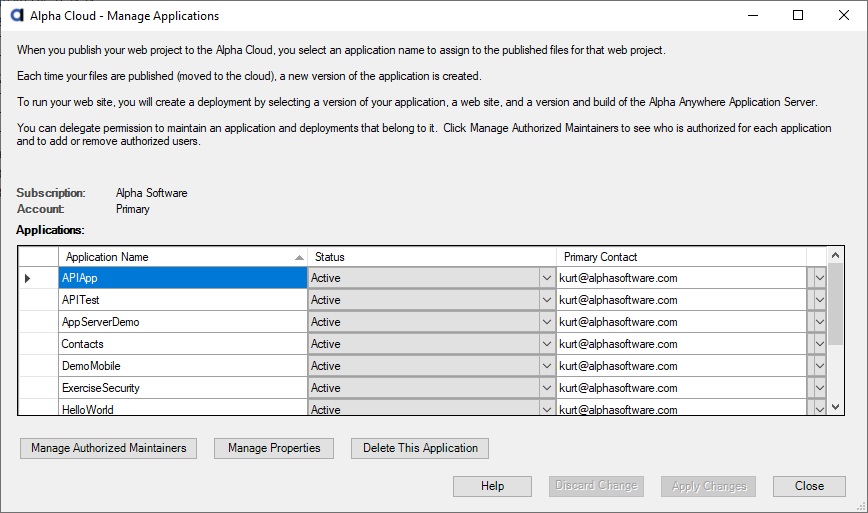 Alpha Cloud - Manage Applications
When you publish your web project to the Alpha Cloud, you select an application name to assign to the published files for that web project.
Each time your files are published (moved to the cloud), a new version of the application is created.
To run your web site, you will create a deployment by selecting a version of your application, a web site, and a version and build of the Alpha Anywhere Application Server.
You can delegate permission to maintain an application and deployments that belong to it. Click Manage Authorized Maintainers to see who is authorized for each application
and to add or remove authorized users.
Subscription: Alpha Software
Account: Primary
Applications:
Application Name Status Primary Contact
APIApp Active kurt@alphasoftware.com
APITest Active kurt@alphasoftware.com
AppServerDemo Active kurt@alphasoftware.com
Contacts Active kurt@alphasoftware.com
DemoMobile Active kurt@alphasoftware.com
ExerciseSecurity Active kurt@alphasoftware.com
HelloWorld Active kurt@alphasoftware.com
Manage Authorized Maintainers Manage Properties Delete This Application
Help Discard Change Apply Changes Close